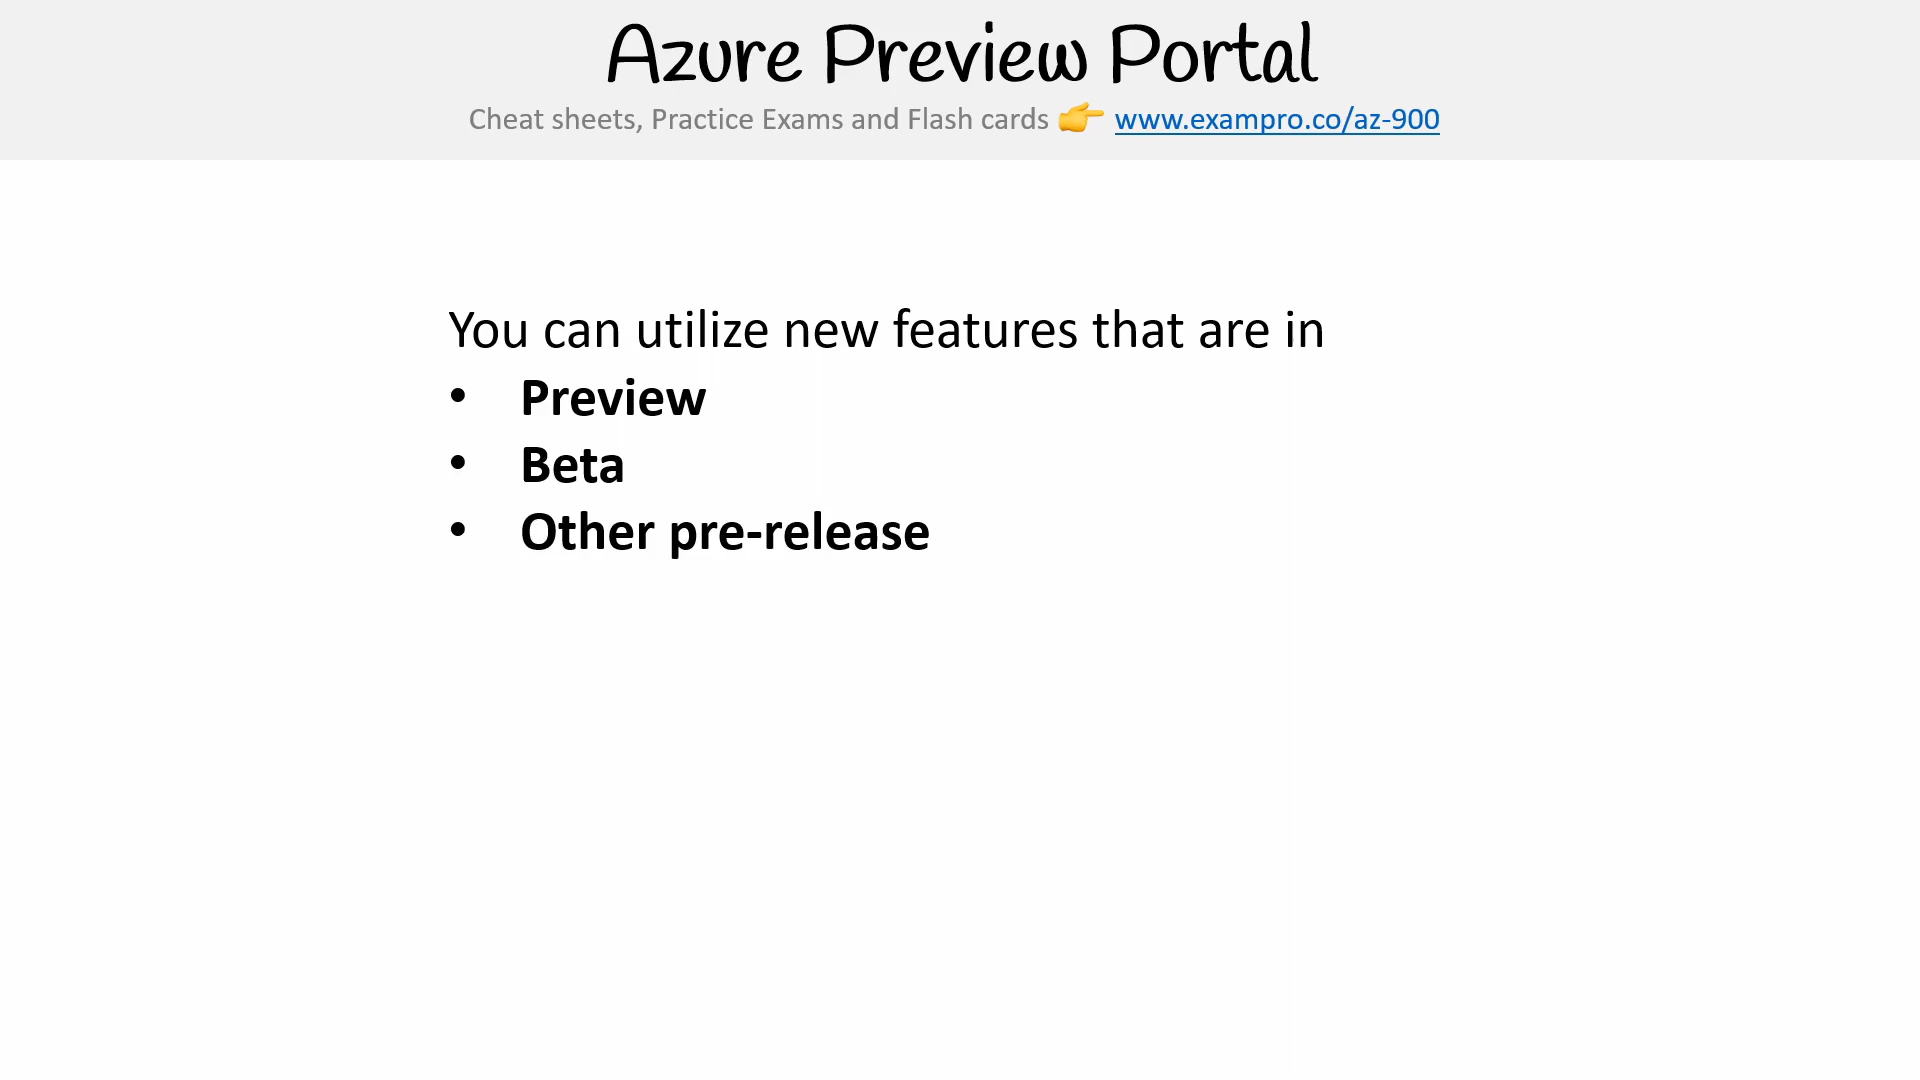 Azure Preview Portal
Cheat sheets, Practice Exams and Flash cards 👉 www.exampro.co/az-900
You can utilize new features that are in
• Preview
• Beta
• Other pre-release